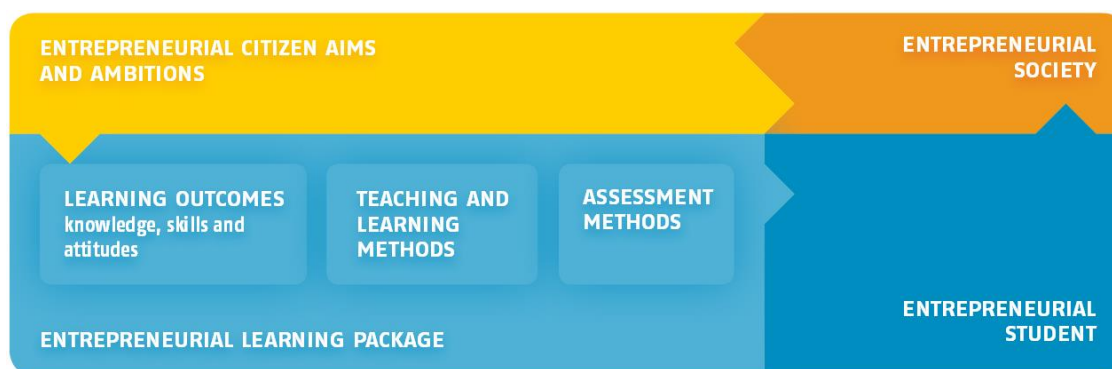 ENTREPRENEURIAL CITIZEN AIMS
AND AMBITIONS
ENTREPRENEURIAL
SOCIETY
LEARNING OUTCOMES
knowledge, skills and
attitudes
TEACHING AND
LEARNING
METHODS
ASSESSMENT
METHODS
ENTREPRENEURIAL LEARNING PACKAGE
ENTREPRENEURIAL
STUDENT